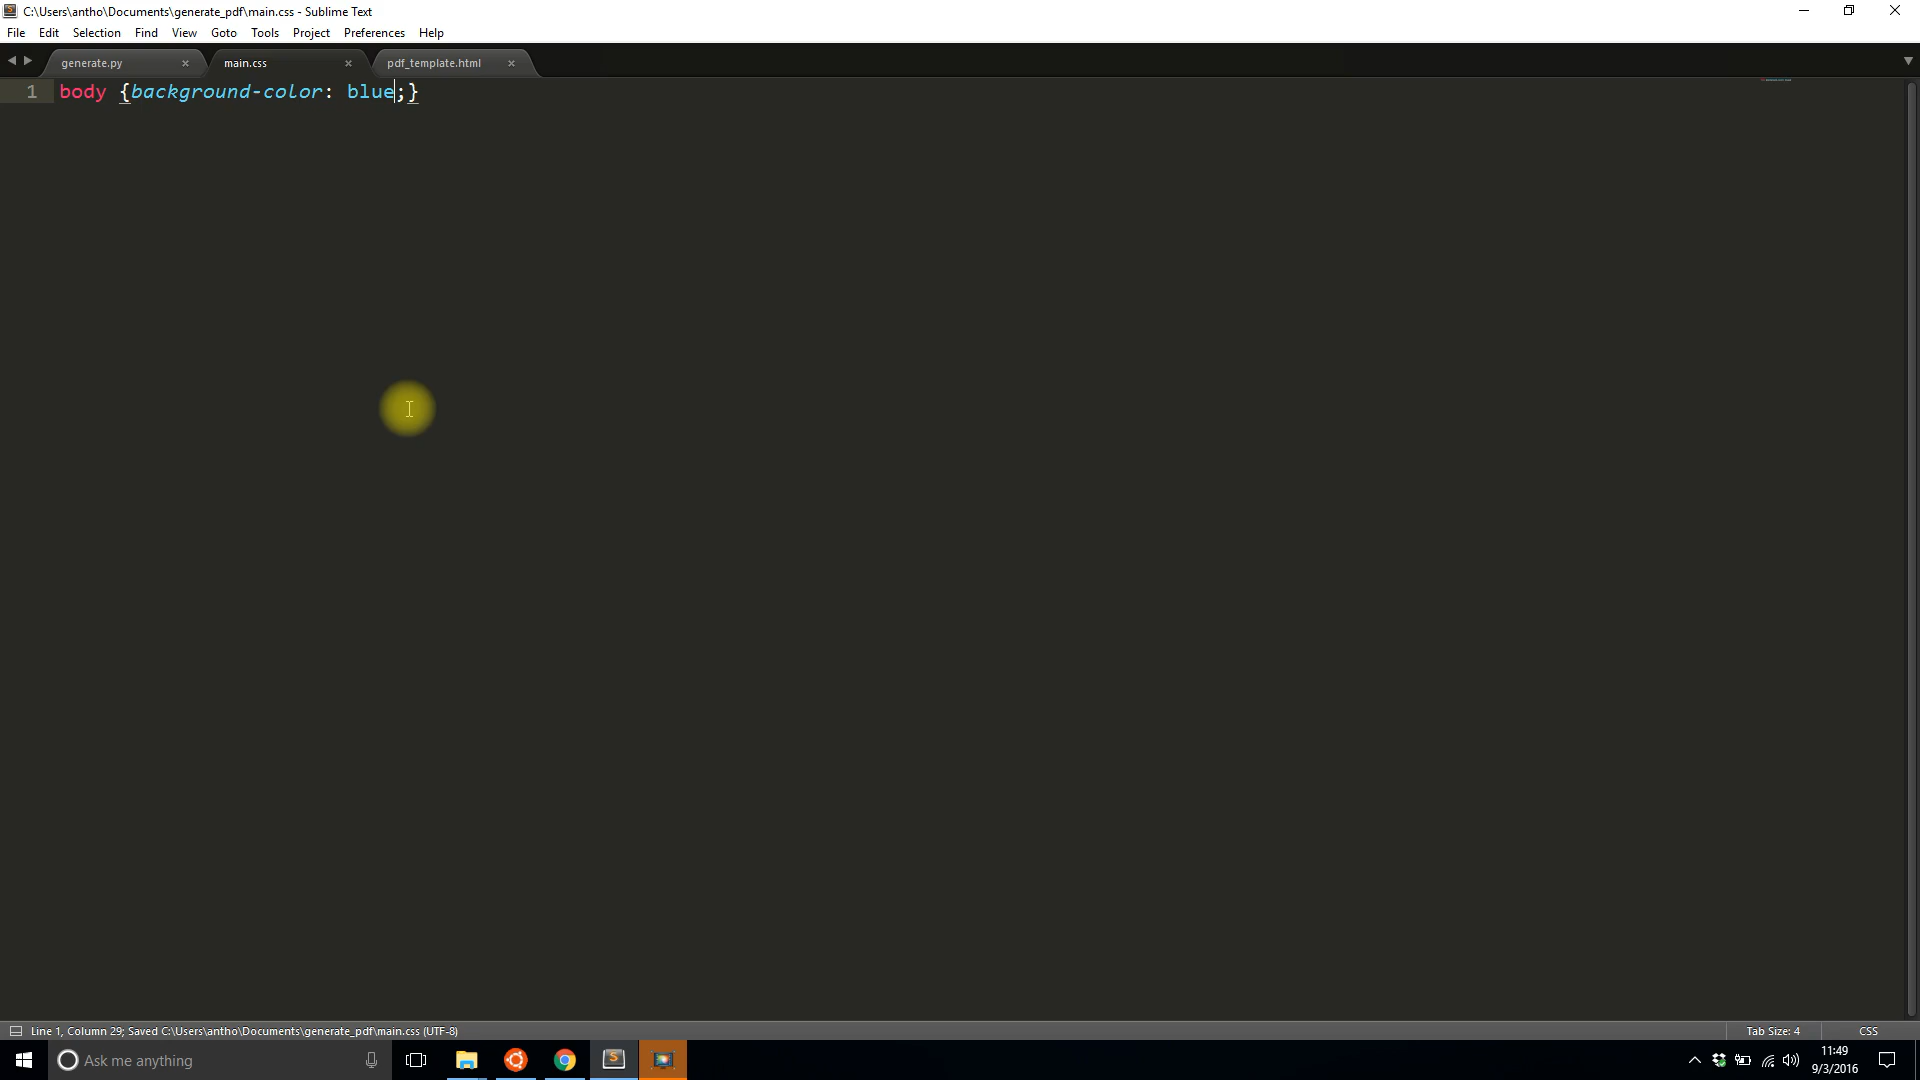 C:\Users\antho\Documents\generate_pdf\main.css - Sublime Text
File Edit Selection Find View Goto Tools Project Preferences Help
generate.py main.css pdf_template.html
1 body {background-color: blue;}
Line 1, Column 29; Saved C:\Users\antho\Documents\generate_pdf\main.css (UTF-8) Tab Size: 4 CSS
Ask me anything
11:49
9/3/2016